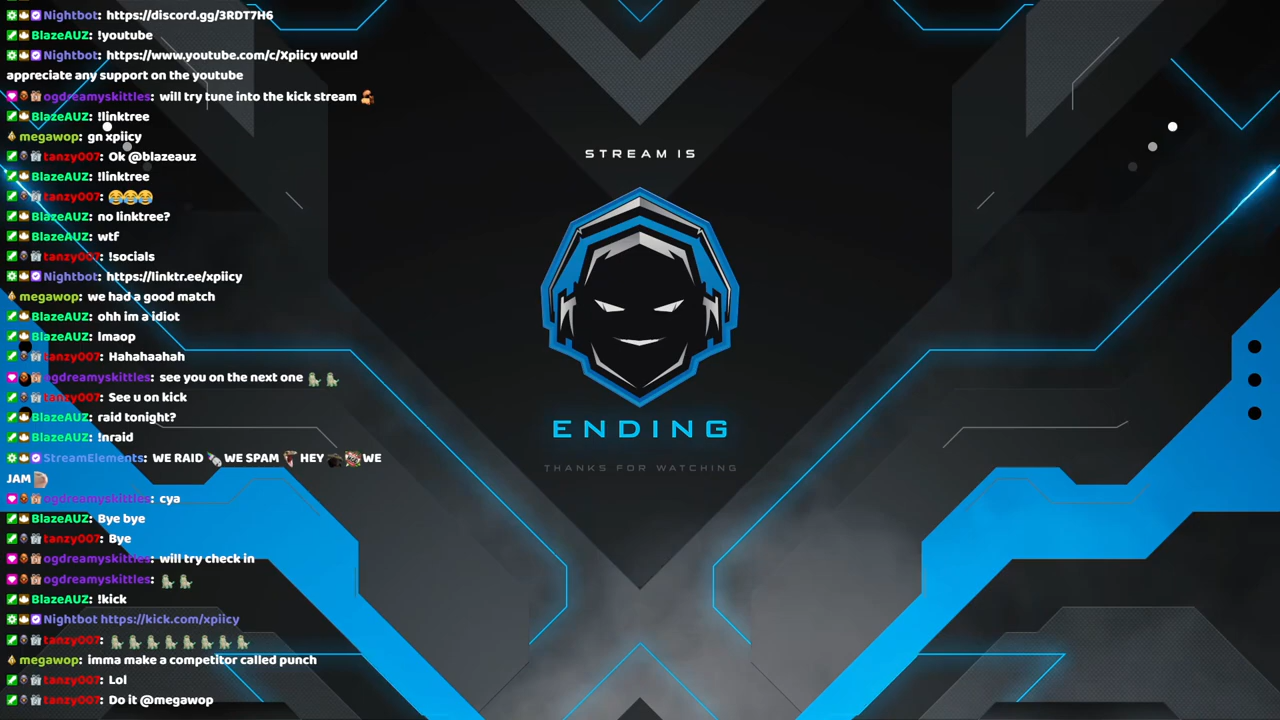 Nightbot: https://discord.gg/3RDT7H6
BlazeAUZ: !youtube
Nightbot: https://www.youtube.com/c/Xpiicy would
appreciate any support on the youtube
ogdreamyskittles: will try tune into the kick stream
BlazeAUZ: !linktree
megawop: gn xpiicy
tanzy007: Ok @blazeauz
BlazeAUZ: !linktree
tanzy007: 😂😂😂
BlazeAUZ: no linktree?
BlazeAUZ: wtf
tanzy007: !socials
Nightbot: https://linktr.ee/xpiicy
megawop: we had a good match
BlazeAUZ: ohh im a idiot
BlazeAUZ: lmaop
tanzy007: Hahahaahah
ogdreamyskittles: see you on the next one
tanzy007: See u on kick
BlazeAUZ: raid tonight?
BlazeAUZ: !nraid
StreamElements: WE RAID WE SPAM HEY WE
JAM
ogdreamyskittles: cya
BlazeAUZ: Bye bye
tanzy007: Bye
ogdreamyskittles: will try check in
ogdreamyskittles:
BlazeAUZ: !kick
Nightbot https://kick.com/xpiicy
tanzy007:
megawop: imma make a competitor called punch
tanzy007: Lol
tanzy007: Do it @megawop
STREAM IS
ENDING
THANKS FOR WATCHING